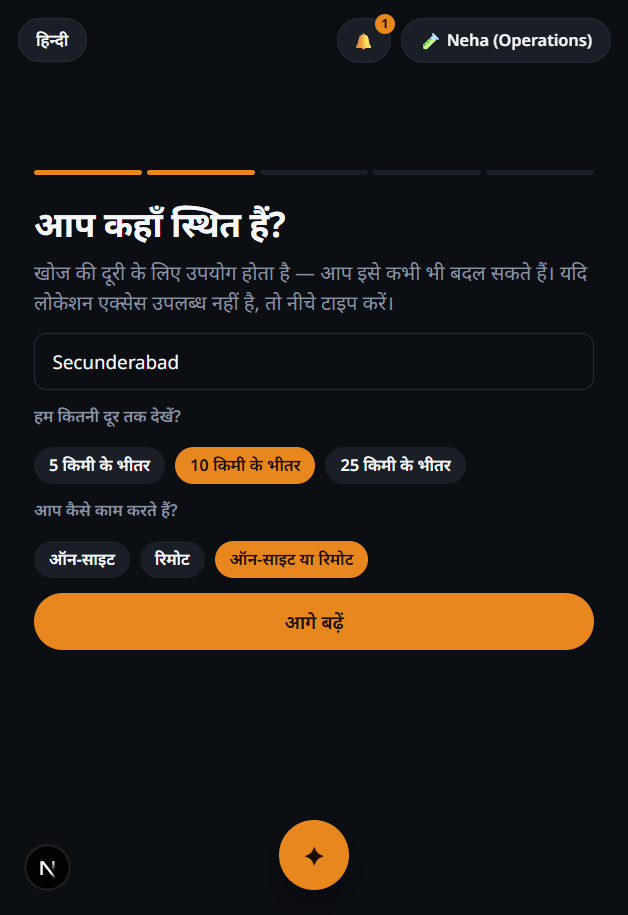 हिन्दी
1
Neha (Operations)
आप कहाँ स्थित हैं?
खोज की दूरी के लिए उपयोग होता है — आप इसे कभी भी बदल सकते हैं। यदि
लोकेशन एक्सेस उपलब्ध नहीं है, तो नीचे टाइप करें।
Secunderabad
हम कितनी दूर तक देखें?
5 किमी के भीतर 10 किमी के भीतर 25 किमी के भीतर
आप कैसे काम करते हैं?
ऑन-साइट रिमोट ऑन-साइट या रिमोट
आगे बढ़ें
N